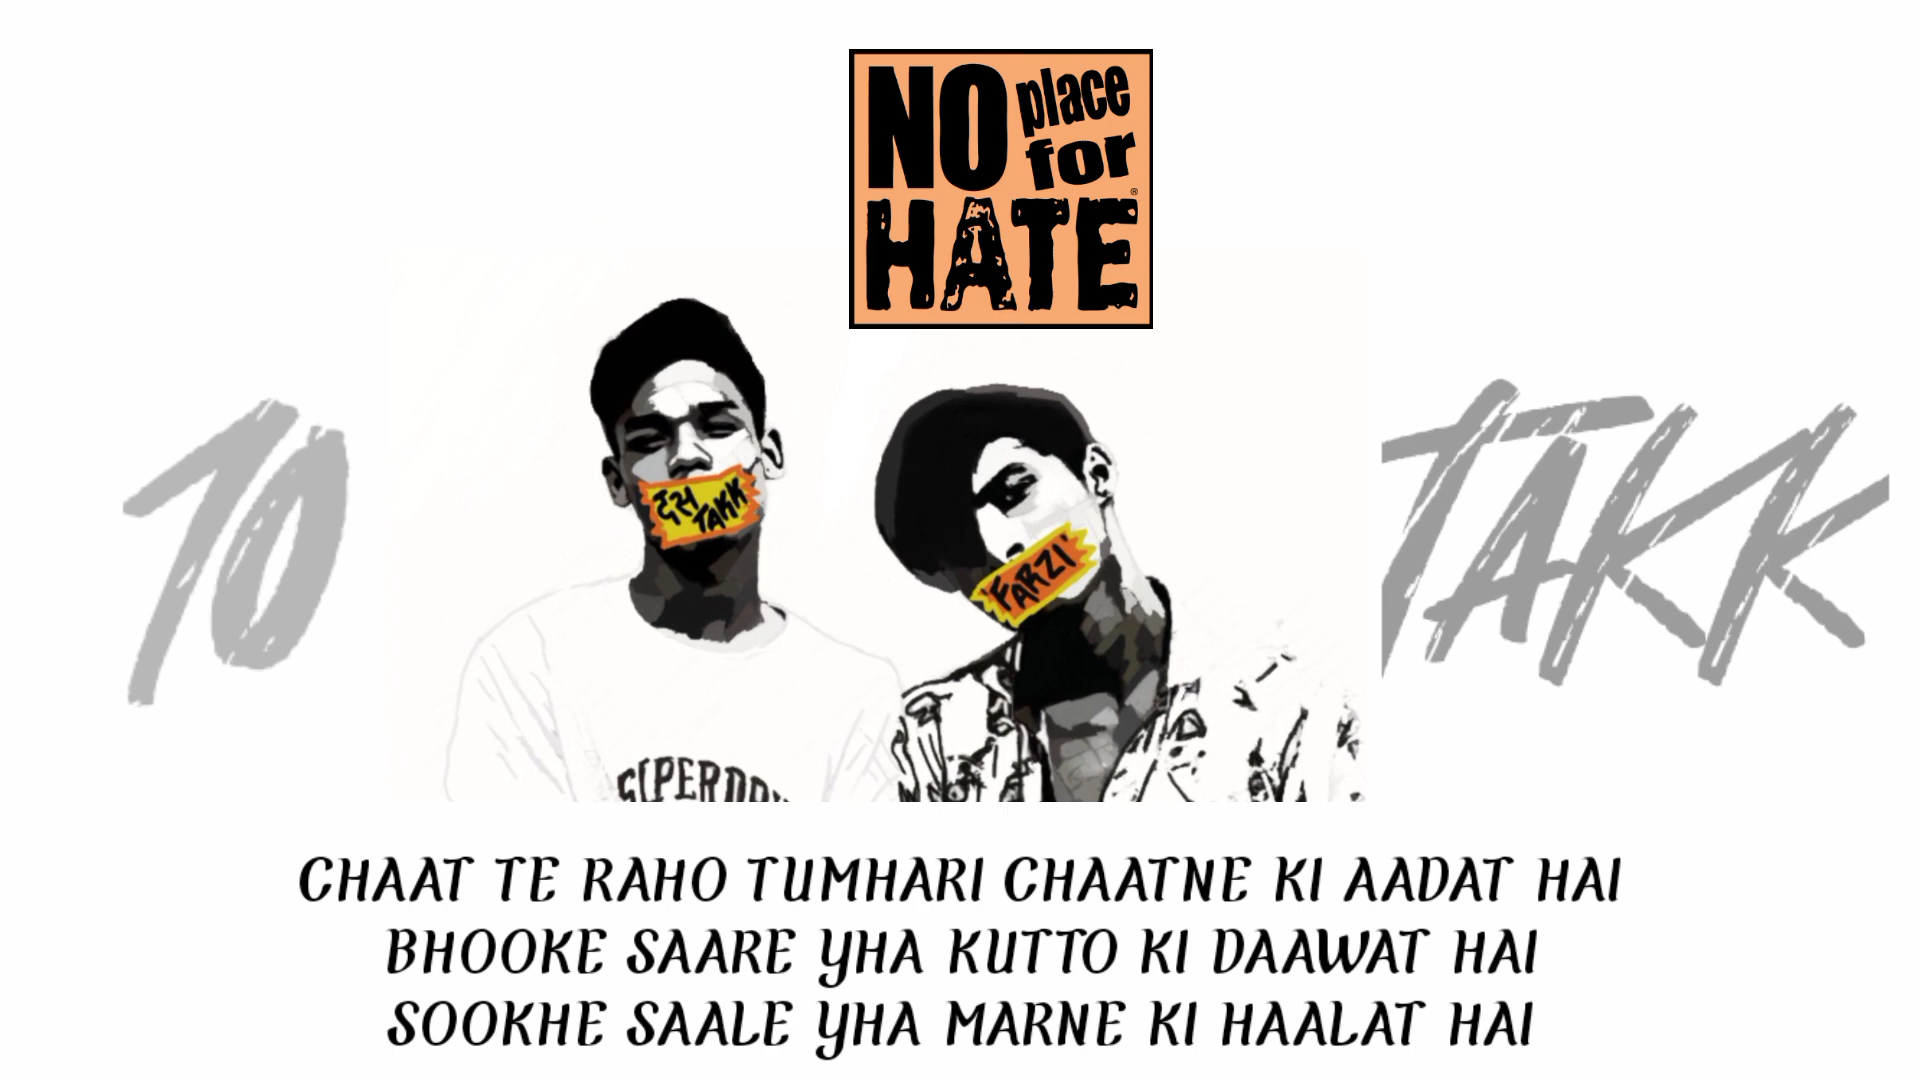 NO place
for
HATE
®
10
TAKK
दस
TAKK
'FARZI'
CHAAT TE RAHO TUMHARI CHAATNE KI AADAT HAI
BHOOKE SAARE YHA KUTTO KI DAAWAT HAI
SOOKHE SAALE YHA MARNE KI HAALAT HAI